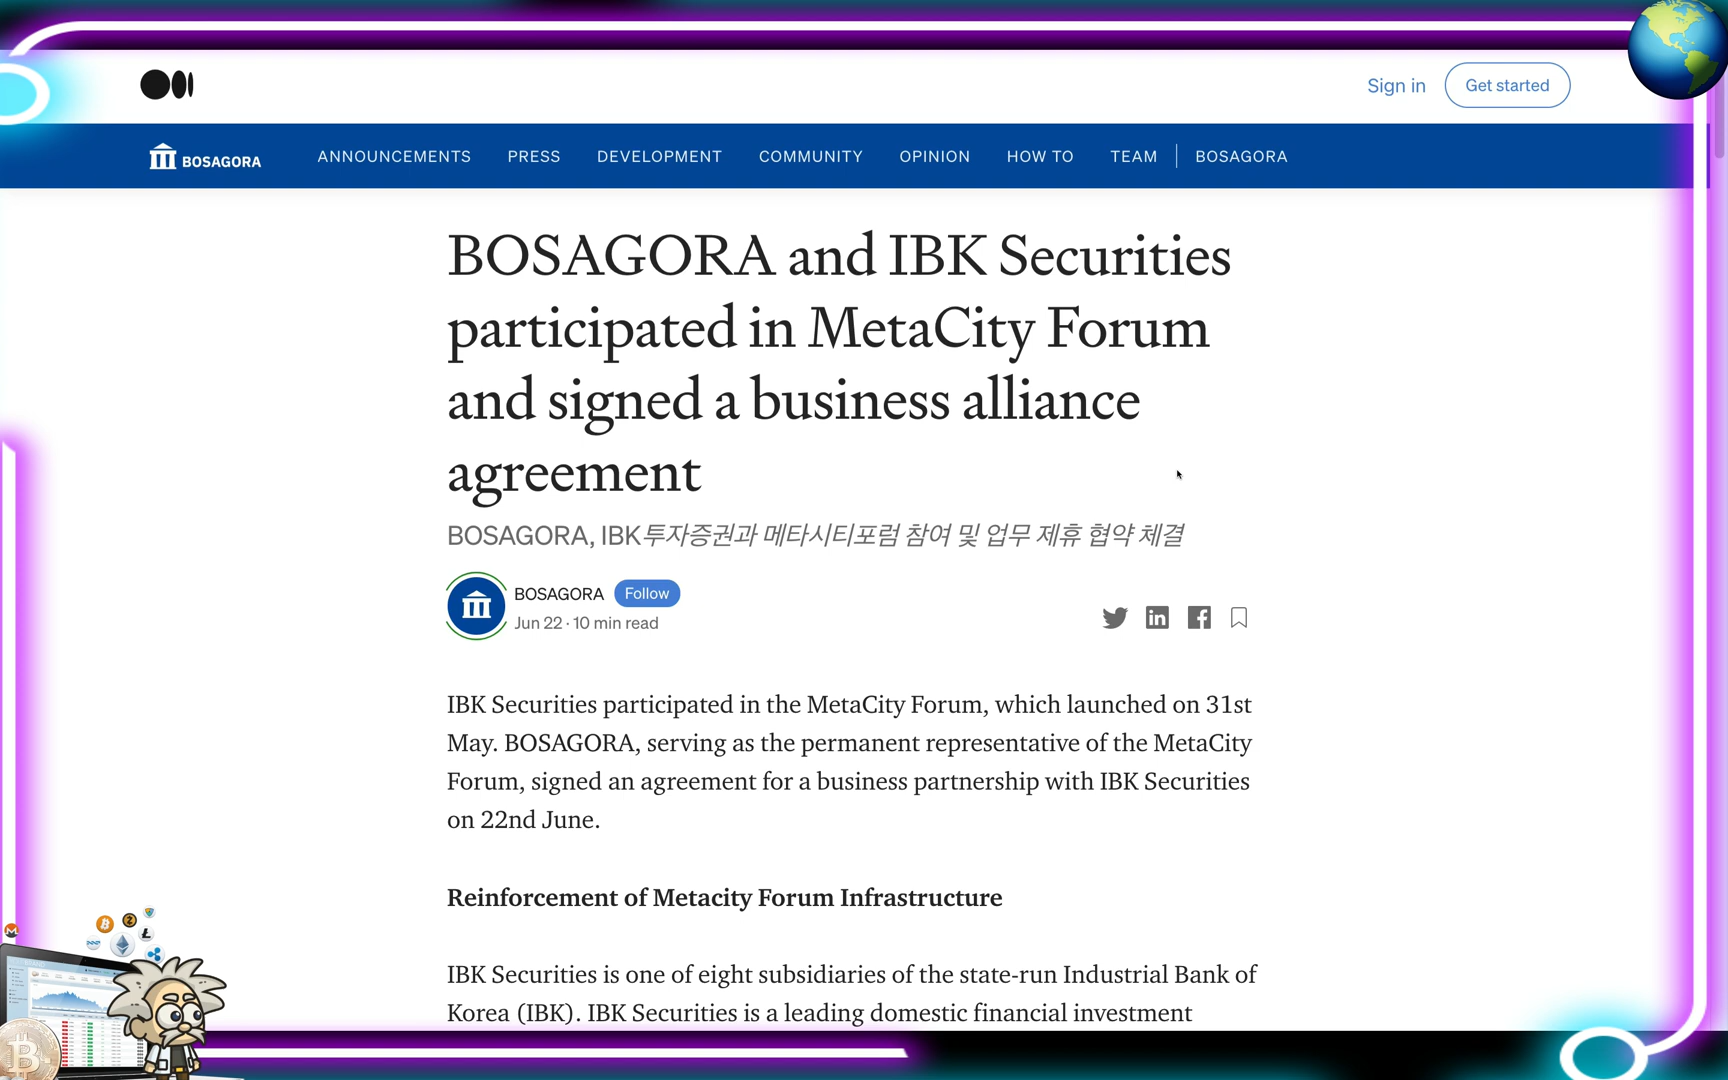 Sign in
Get started
BOSAGORA
ANNOUNCEMENTS
PRESS
DEVELOPMENT
COMMUNITY
OPINION
HOW TO
TEAM
BOSAGORA
BOSAGORA and IBK Securities
participated in MetaCity Forum
and signed a business alliance
agreement
BOSAGORA, IBK투자증권과 메타시티포럼 참여 및 업무 제휴 협약 체결
BOSAGORA
Follow
Jun 22 · 10 min read
IBK Securities participated in the MetaCity Forum, which launched on 31st
May. BOSAGORA, serving as the permanent representative of the MetaCity
Forum, signed an agreement for a business partnership with IBK Securities
on 22nd June.
Reinforcement of Metacity Forum Infrastructure
IBK Securities is one of eight subsidiaries of the state-run Industrial Bank of
Korea (IBK). IBK Securities is a leading domestic financial investment